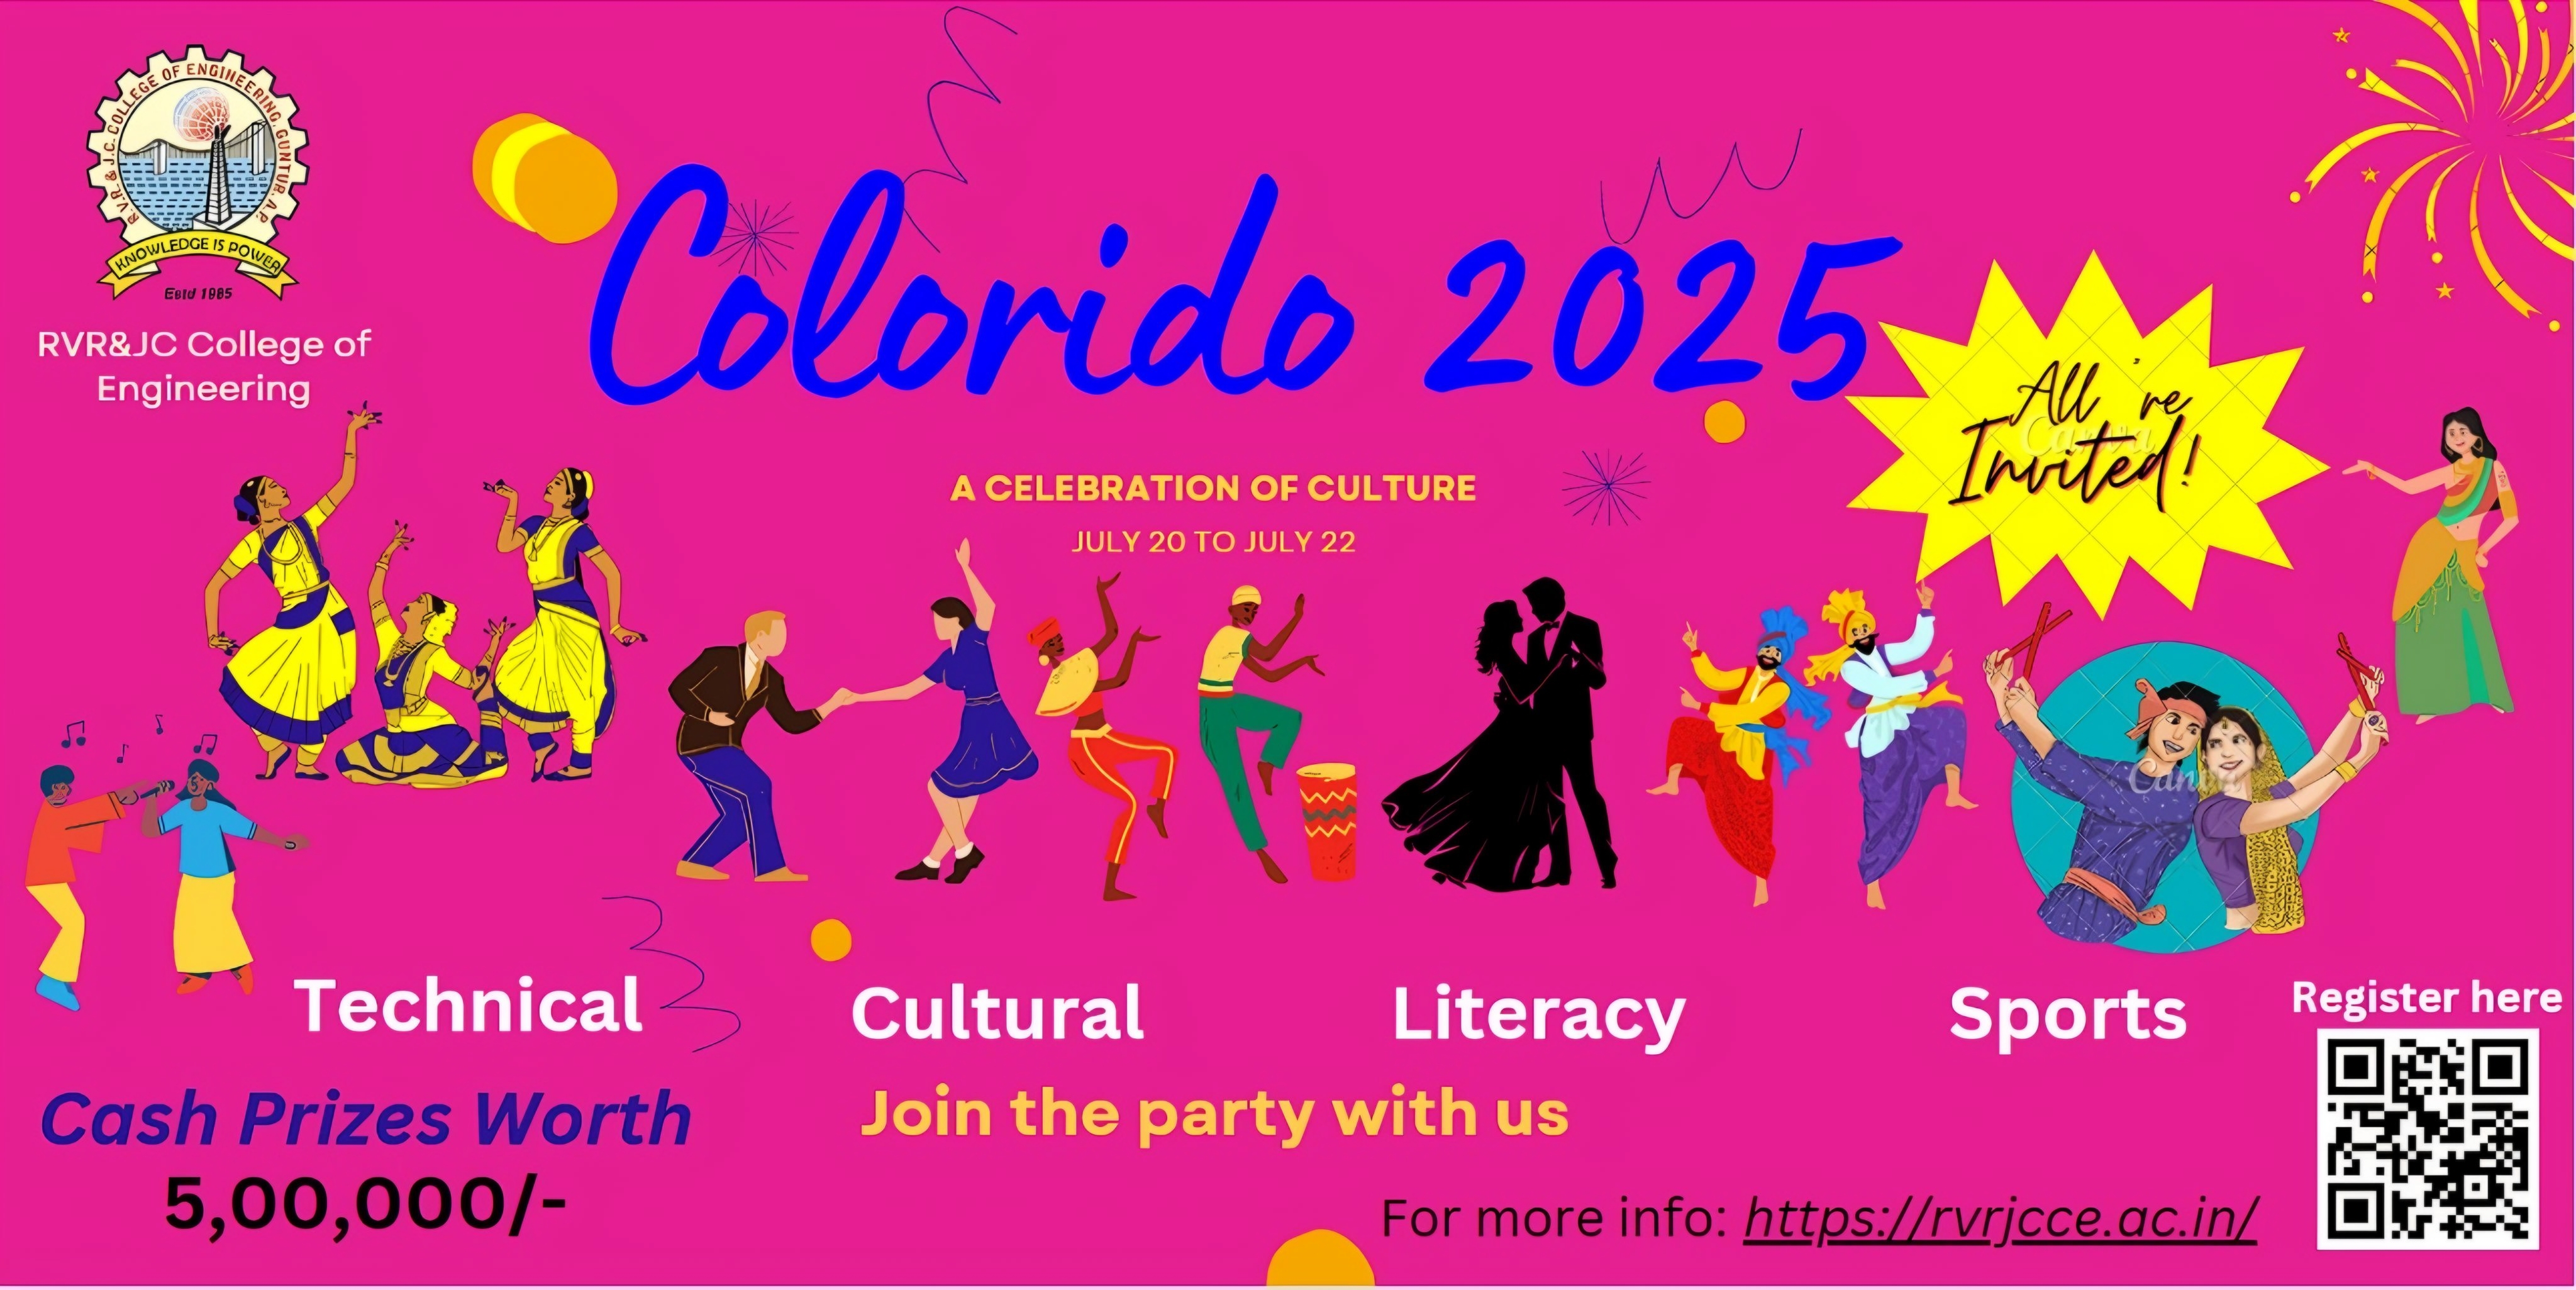 R.V.R. & J.C. COLLEGE OF ENGINEERING, GUNTUR. A.P
KNOWLEDGE IS POWER
Estd 1985
RVR&JC College of
Engineering
Colorido 2025
All 're
Invited!
Canva
A CELEBRATION OF CULTURE
JULY 20 TO JULY 22
Canva
Technical
Cultural
Literacy
Sports
Register here
Cash Prizes Worth
5,00,000/-
Join the party with us
For more info: https://rvrjcce.ac.in/